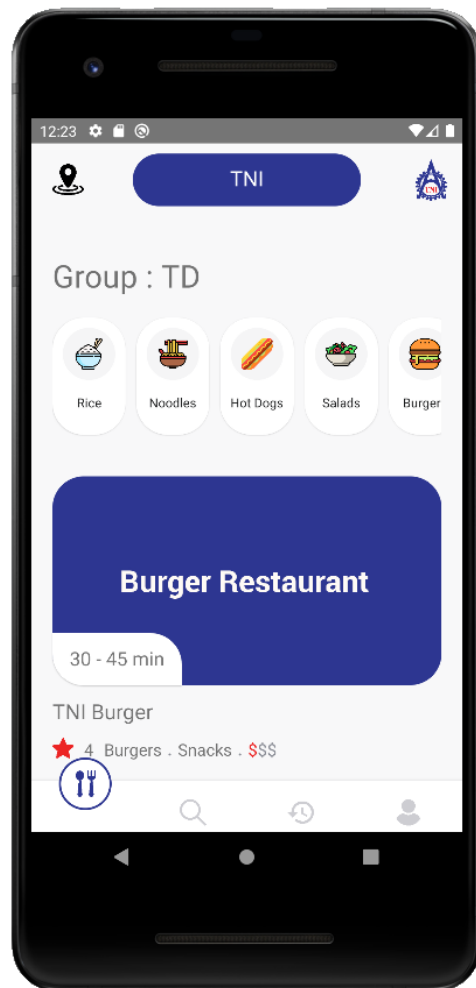 12:23
TNI
TNI
Group : TD
Rice Noodles Hot Dogs Salads Burger
Burger Restaurant
30 - 45 min
TNI Burger
4 Burgers . Snacks . $$$